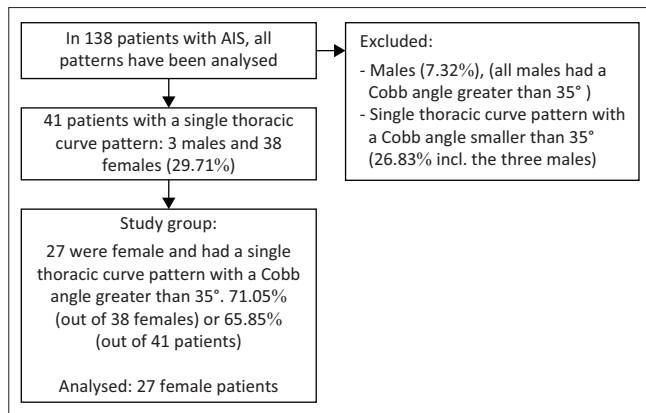 In 138 patients with AIS, all
patterns have been analysed
Excluded:
- Males (7.32%), (all males had a
Cobb angle greater than 35° )
- Single thoracic curve pattern with
a Cobb angle smaller than 35°
(26.83% incl. the three males)
41 patients with a single thoracic
curve pattern: 3 males and 38
females (29.71%)
Study group:
27 were female and had a single
thoracic curve pattern with a Cobb
angle greater than 35°. 71.05%
(out of 38 females) or 65.85%
(out of 41 patients)
Analysed: 27 female patients